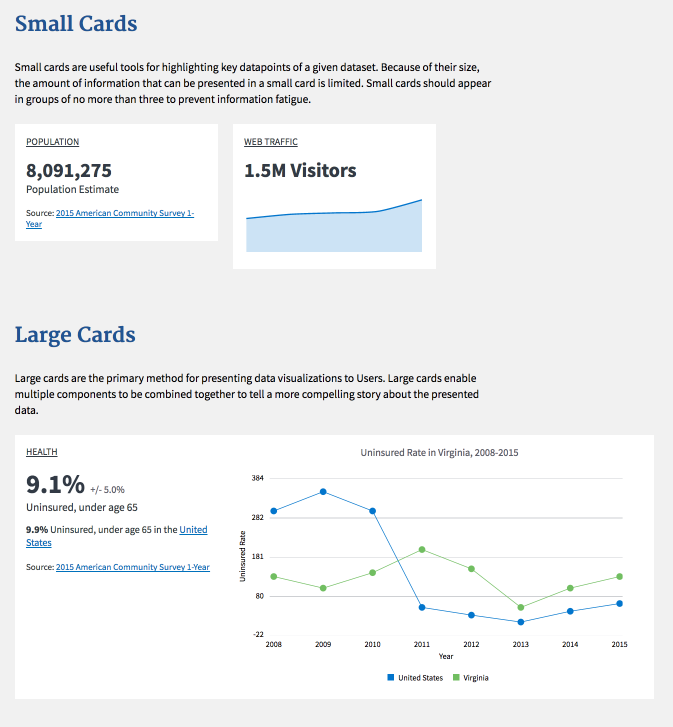 Small Cards
Small cards are useful tools for highlighting key datapoints of a given dataset. Because of their size,
the amount of information that can be presented in a small card is limited. Small cards should appear
in groups of no more than three to prevent information fatigue.
POPULATION
8,091,275
Population Estimate
Source: 2015 American Community Survey 1-
Year
WEB TRAFFIC
1.5M Visitors
Large Cards
Large cards are the primary method for presenting data visualizations to Users. Large cards enable
multiple components to be combined together to tell a more compelling story about the presented
data.
HEALTH
9.1% +/- 5.0%
Uninsured, under age 65
9.9% Uninsured, under age 65 in the United
States
Source: 2015 American Community Survey 1-Year
Uninsured Rate in Virginia, 2008-2015
Uninsured Rate
384
282
181
80
-22
2008 2009 2010 2011 2012 2013 2014 2015
Year
United States Virginia